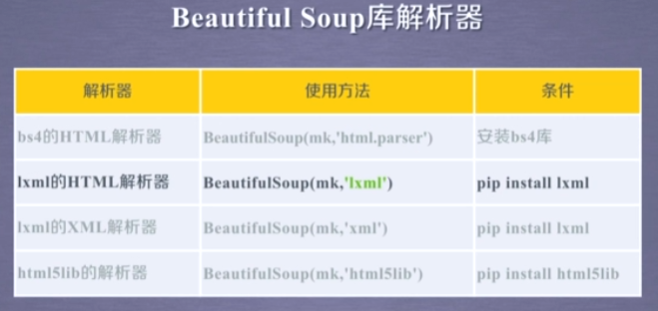 Beautiful Soup库解析器
解析器 使用方法 条件
bs4的HTML解析器 BeautifulSoup(mk,'html.parser') 安装bs4库
lxml的HTML解析器 BeautifulSoup(mk,'lxml') pip install lxml
lxml的XML解析器 BeautifulSoup(mk,'xml') pip install lxml
html5lib的解析器 BeautifulSoup(mk,'html5lib') pip install html5lib